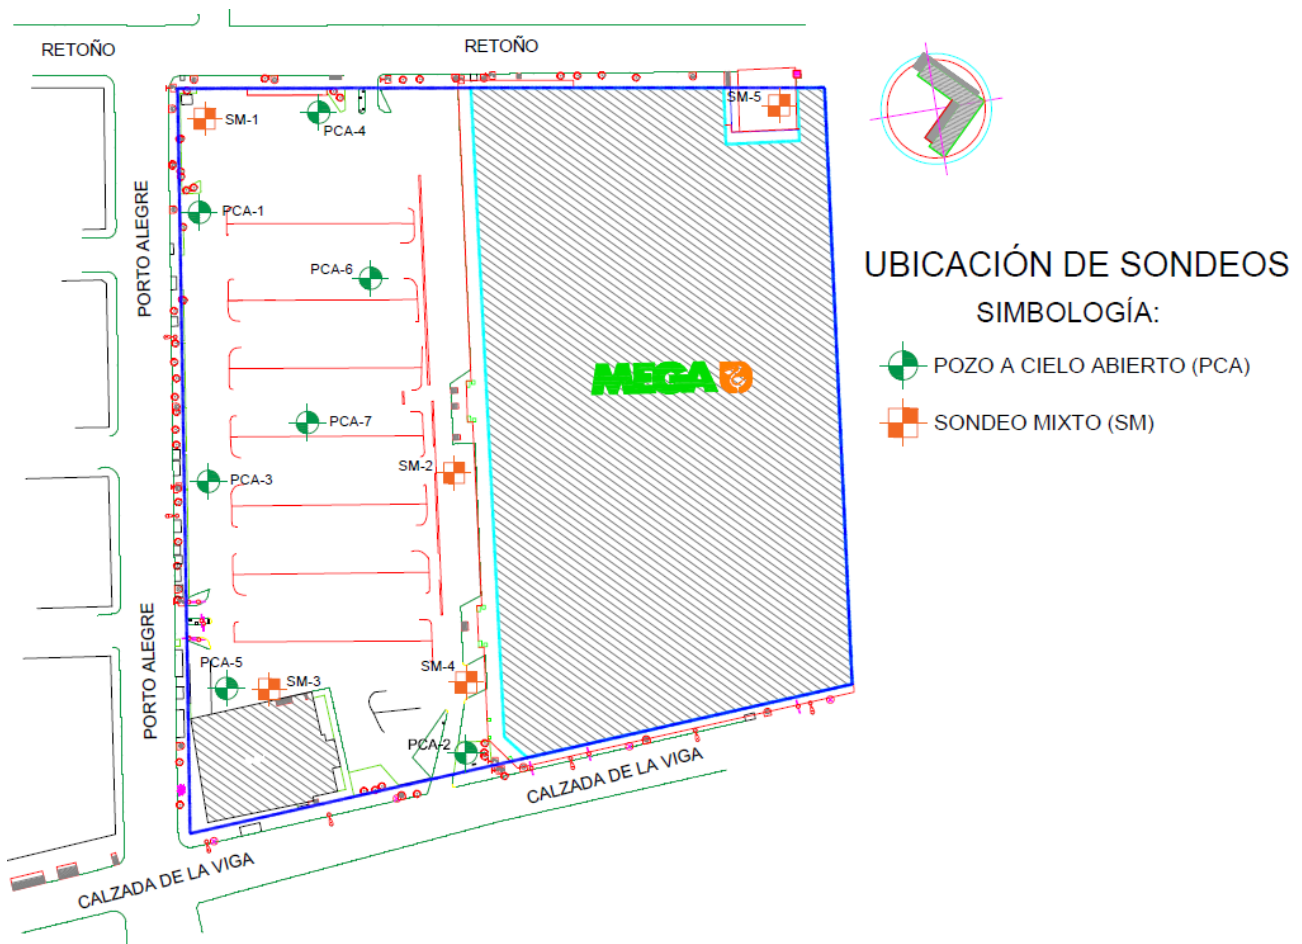 RETOÑO
RETOÑO
SM-1
PCA-4
SM-5
PORTO ALEGRE
PCA-1
PCA-6
UBICACIÓN DE SONDEOS
SIMBOLOGÍA:
POZO A CIELO ABIERTO (PCA)
MEGA
PCA-7
SONDEO MIXTO (SM)
SM-2
PCA-3
PORTO ALEGRE
PCA-5
SM-3
SM-4
PCA-2
CALZADA DE LA VIGA
CALZADA DE LA VIGA